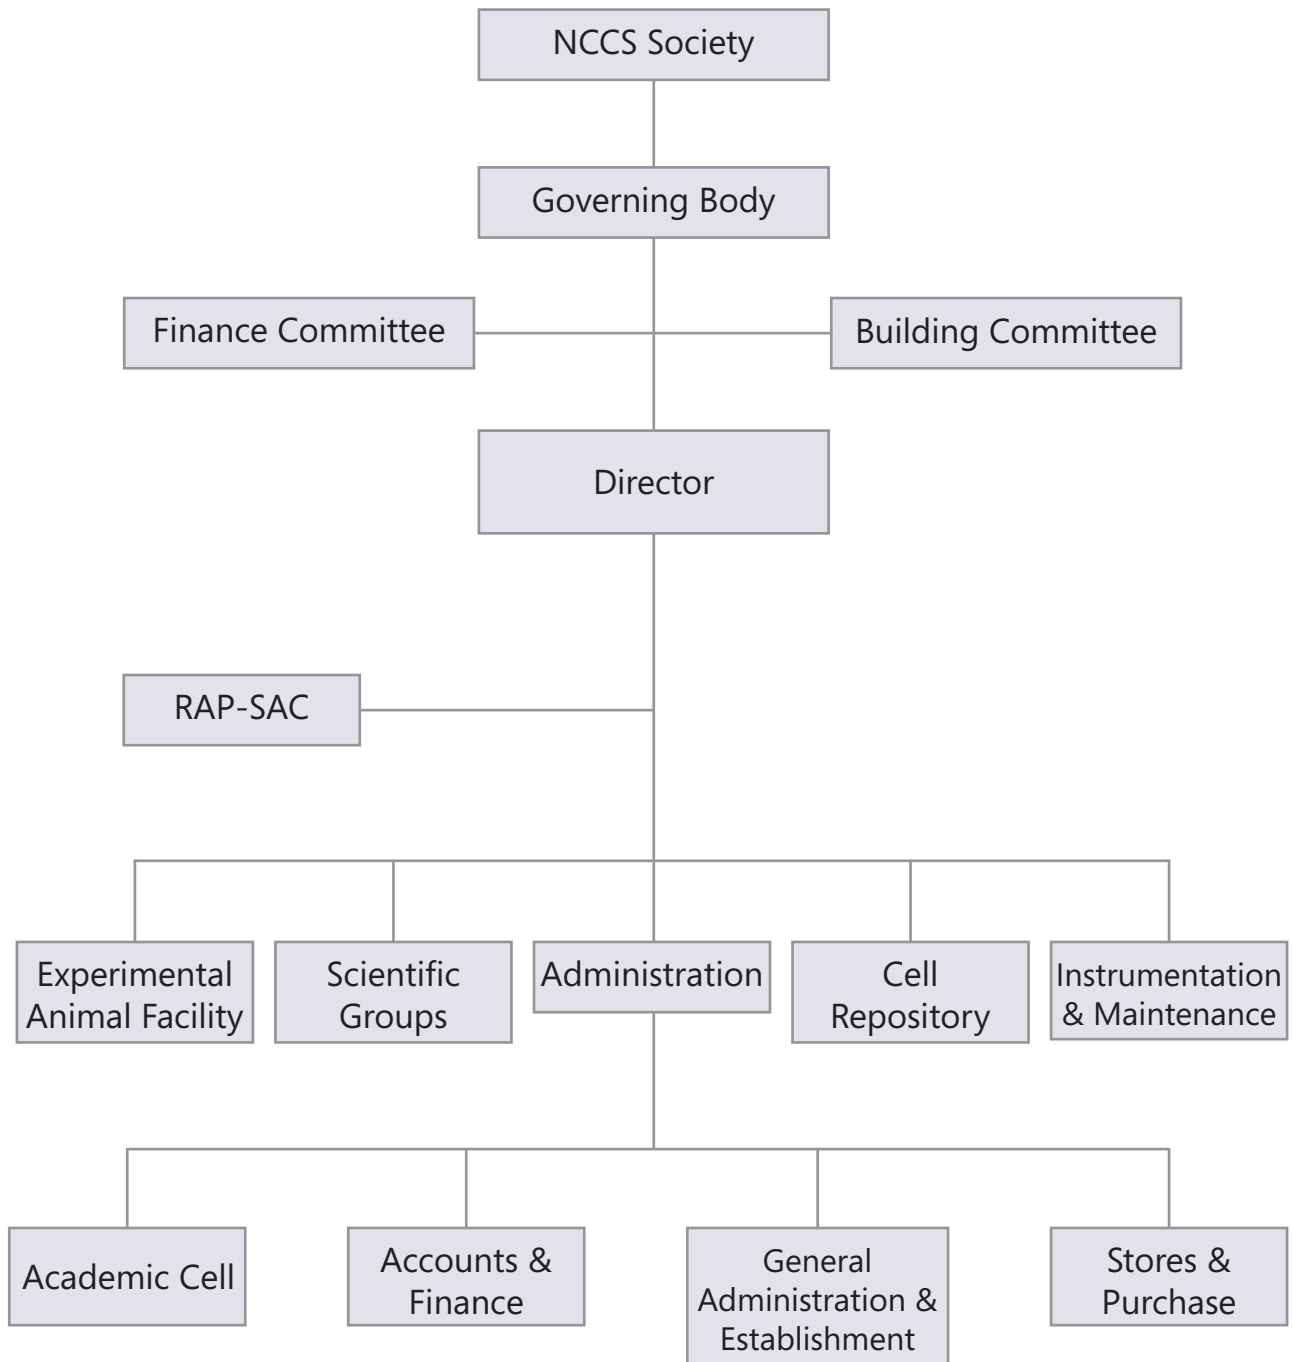 NCCS Society
Governing Body
Finance Committee
Building Committee
Director
RAP-SAC
Experimental
Animal Facility
Scientific
Groups
Administration
Cell
Repository
Instrumentation
& Maintenance
Academic Cell
Accounts &
Finance
General
Administration &
Establishment
Stores &
Purchase